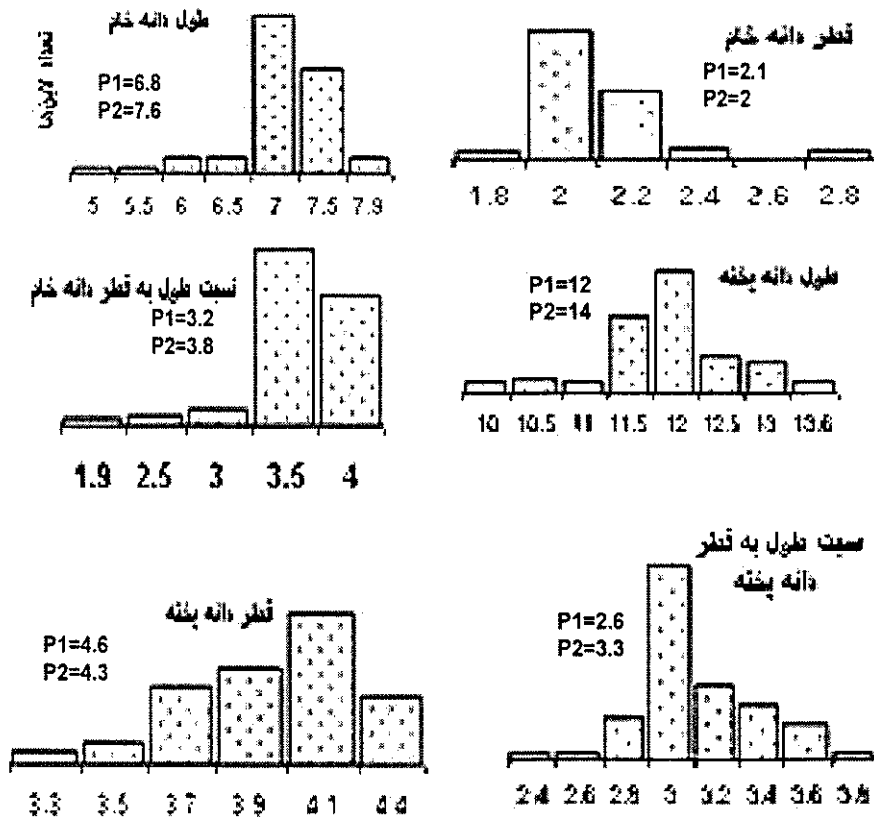 طول دانه خام
تعداد لاین‌ها
P1=6.8
P2=7.6
5 5.5 6 6.5 7 7.5 7.9
قطر دانه خام
P1=2.1
P2=2
1.8 2 2.2 2.4 2.6 2.8
نسبت طول به قطر دانه خام
P1=3.2
P2=3.8
1.9 2.5 3 3.5 4
طول دانه پخته
P1=12
P2=14
10 10.5 11 11.5 12 12.5 13 13.6
قطر دانه پخته
P1=4.6
P2=4.3
3.3 3.5 3.7 3.9 4.1 4.4
نسبت طول به قطر
دانه پخته
P1=2.6
P2=3.3
2.4 2.6 2.8 3 3.2 3.4 3.6 3.8